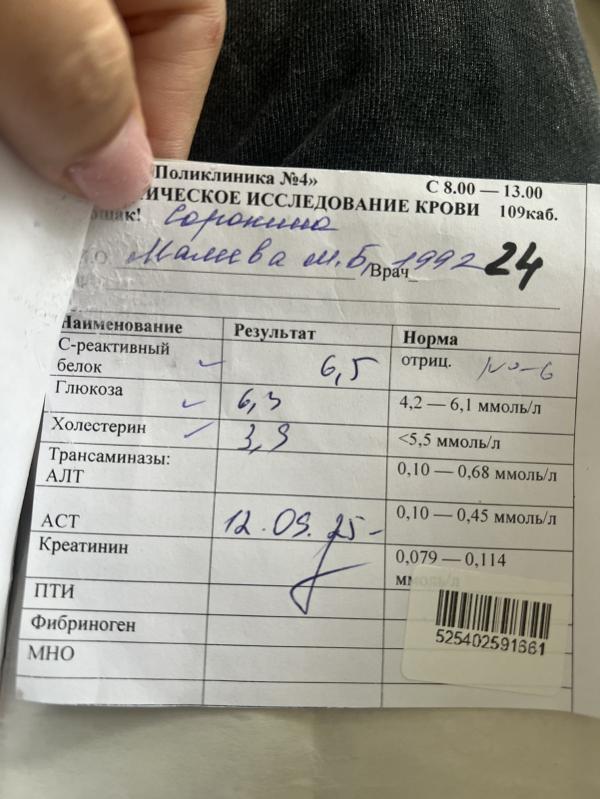 Поликлиника №4» С 8.00 — 13.00
ИЧЕСКОЕ ИССЛЕДОВАНИЕ КРОВИ 109каб.
ощак! Сорокина
/Врач 1992 24
Наименование Результат Норма
С-реактивный белок 6,5 отриц.
Глюкоза 6,3 4,2 — 6,1 ммоль/л
Холестерин 3,9 <5,5 ммоль/л
Трансаминазы:
АЛТ 0,10 — 0,68 ммоль/л
АСТ 12.09.25 0,10 — 0,45 ммоль/л
Креатинин 0,079 — 0,114
ммоль/л
ПТИ
Фибриноген
МНО
525402591661